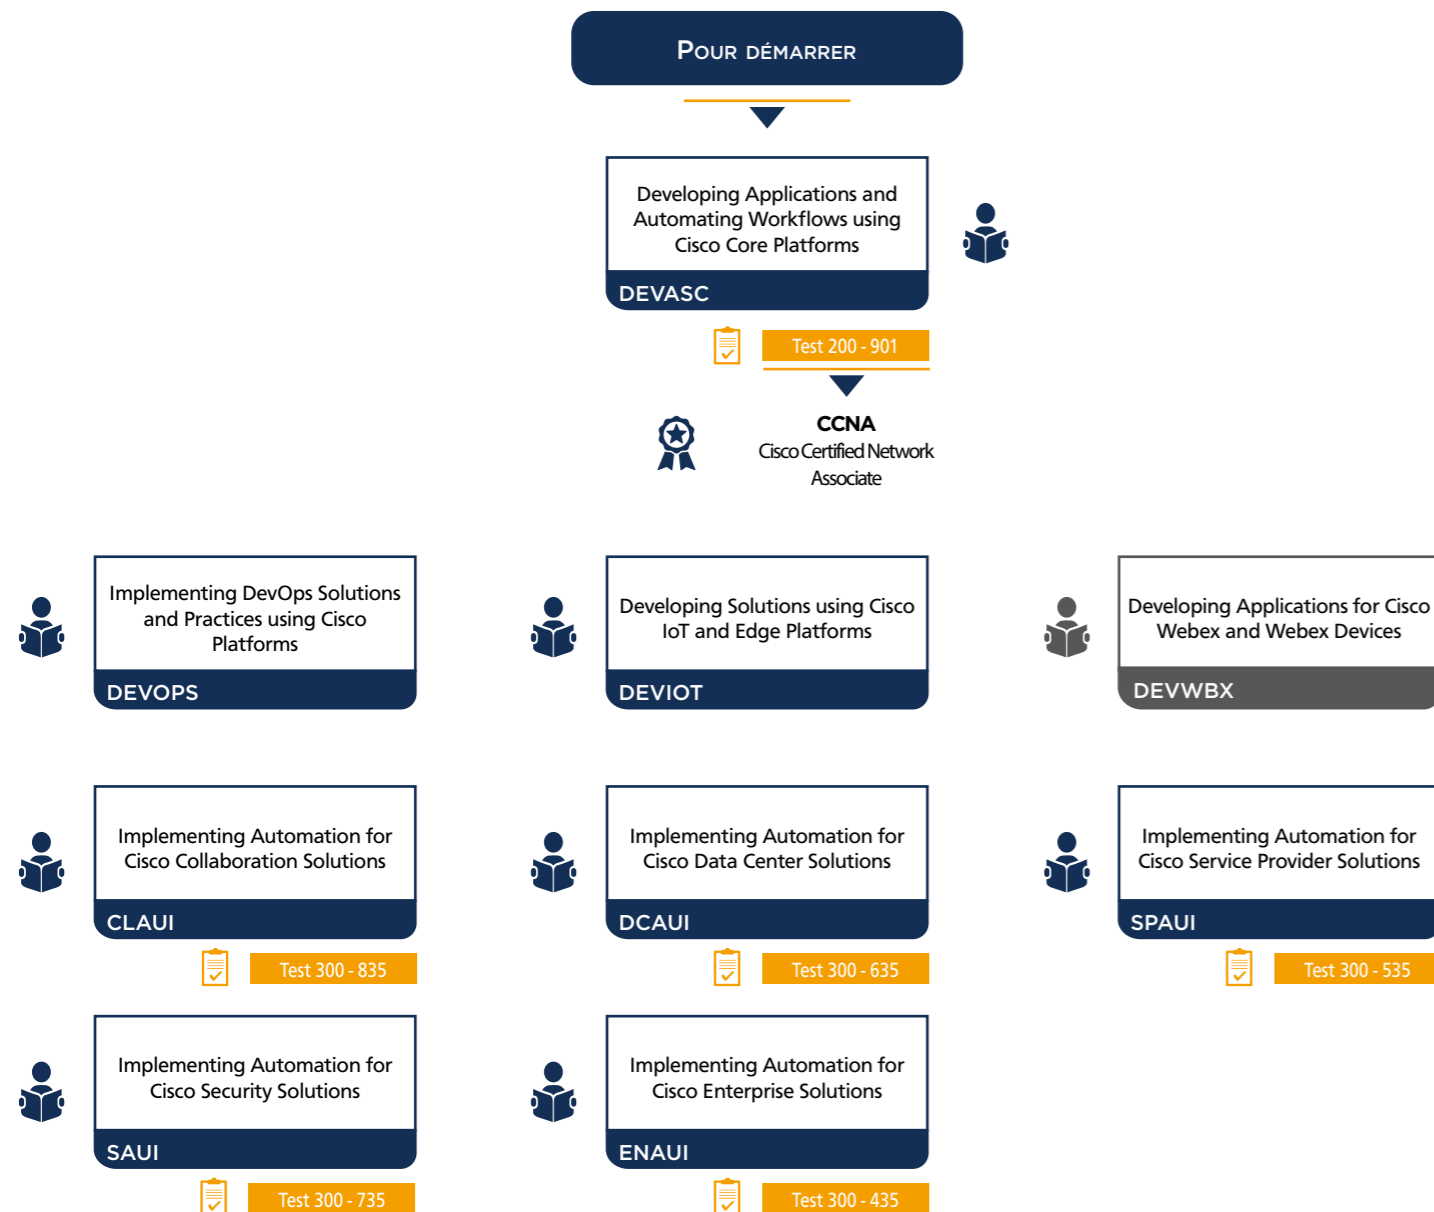 Pour démarrer
Developing Applications and
Automating Workflows using
Cisco Core Platforms
DEVASC
Test 200 - 901
CCNA
Cisco Certified Network
Associate
Implementing DevOps Solutions
and Practices using Cisco
Platforms
DEVOPS
Developing Solutions using Cisco
IoT and Edge Platforms
DEVIOT
Developing Applications for Cisco
Webex and Webex Devices
DEVWBX
Implementing Automation for
Cisco Collaboration Solutions
CLAUI
Test 300 - 835
Implementing Automation for
Cisco Data Center Solutions
DCAUI
Test 300 - 635
Implementing Automation for
Cisco Service Provider Solutions
SPAUI
Test 300 - 535
Implementing Automation for
Cisco Security Solutions
SAUI
Test 300 - 735
Implementing Automation for
Cisco Enterprise Solutions
ENAUI
Test 300 - 435